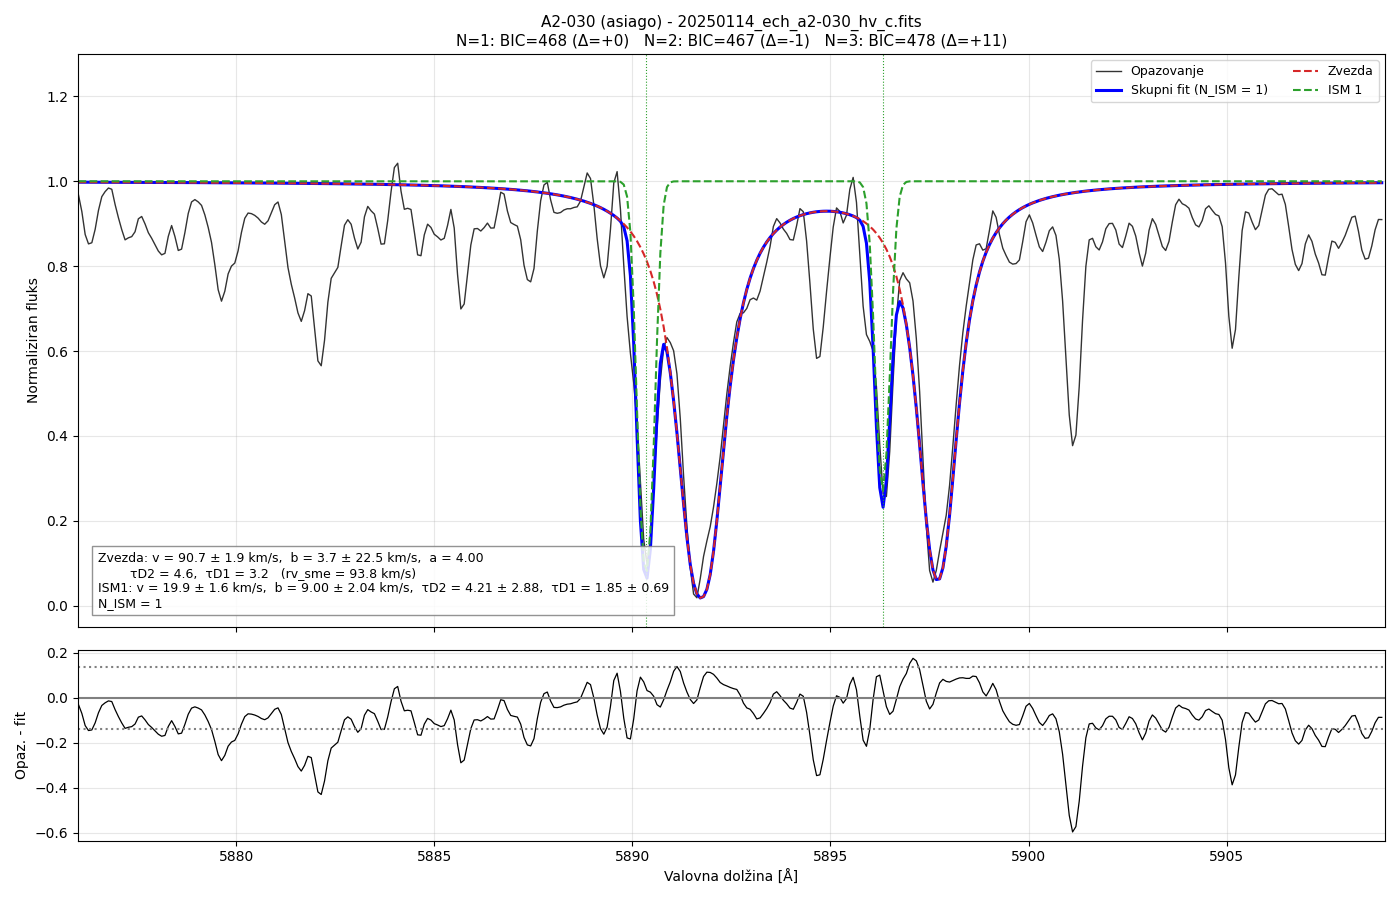 A2-030 (asiago) - 20250114_ech_a2-030_hv_c.fits
N=1: BIC=468 (Δ=+0)   N=2: BIC=467 (Δ=-1)   N=3: BIC=478 (Δ=+11)
Opazovanje
Skupni fit (N_ISM = 1)
Zvezda
ISM 1
Normaliziran fluks
1.2
1.0
0.8
0.6
0.4
0.2
0.0
Zvezda: v = 90.7 ± 1.9 km/s,  b = 3.7 ± 22.5 km/s,  a = 4.00
τD2 = 4.6,  τD1 = 3.2   (rv_sme = 93.8 km/s)
ISM1: v = 19.9 ± 1.6 km/s,  b = 9.00 ± 2.04 km/s,  τD2 = 4.21 ± 2.88,  τD1 = 1.85 ± 0.69
N_ISM = 1
Opaz. - fit
0.2
0.0
−0.2
−0.4
−0.6
5880 5885 5890 5895 5900 5905
Valovna dolžina [Å]